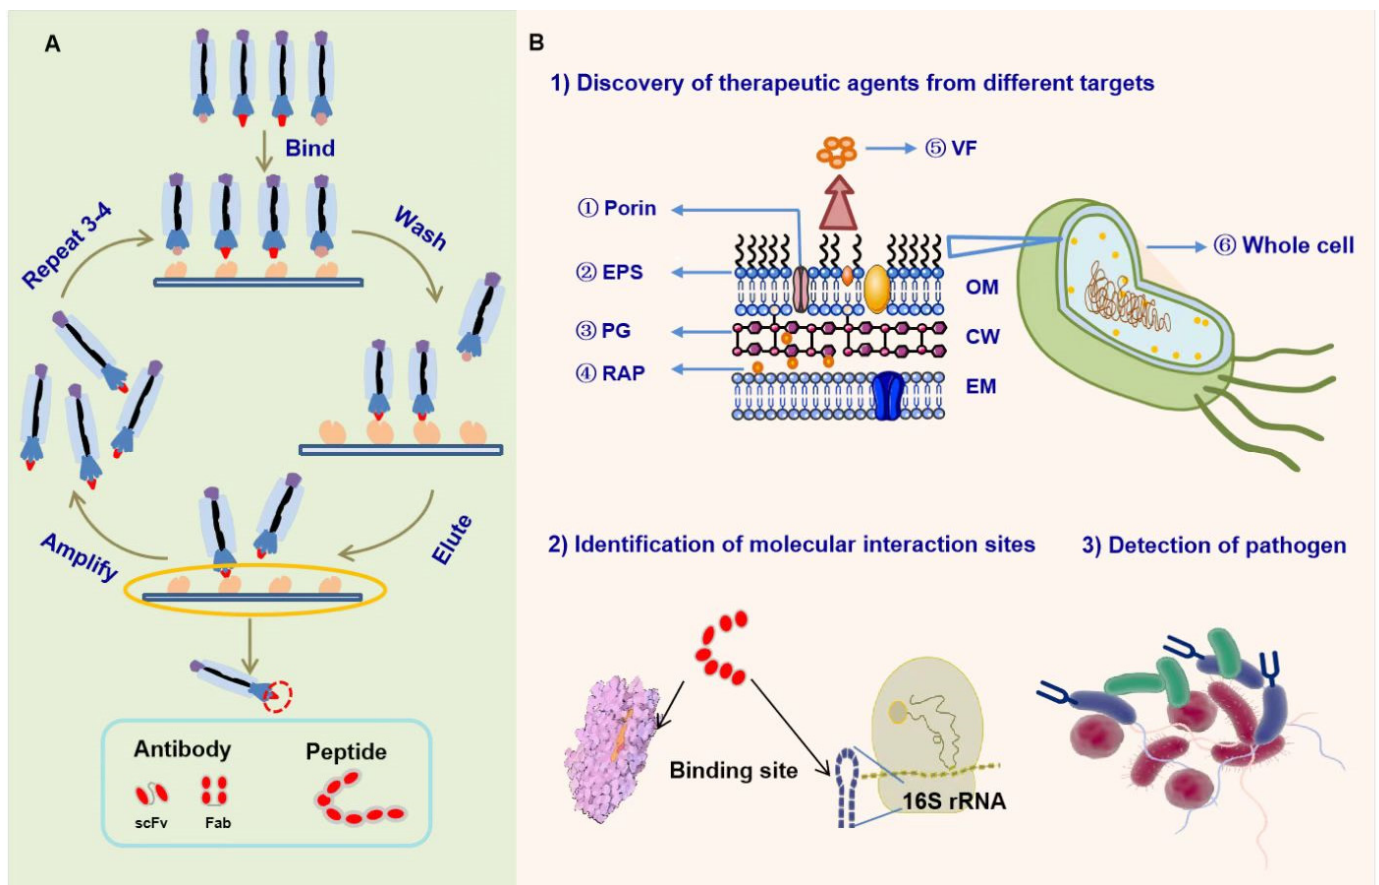 A
Bind
Wash
Repeat 3-4
Elute
Amplify
Antibody
Peptide
scFv
Fab
B
1) Discovery of therapeutic agents from different targets
⑤ VF
① Porin
⑥ Whole cell
② EPS
OM
③ PG
CW
④ RAP
EM
2) Identification of molecular interaction sites
3) Detection of pathogen
Binding site
16S rRNA